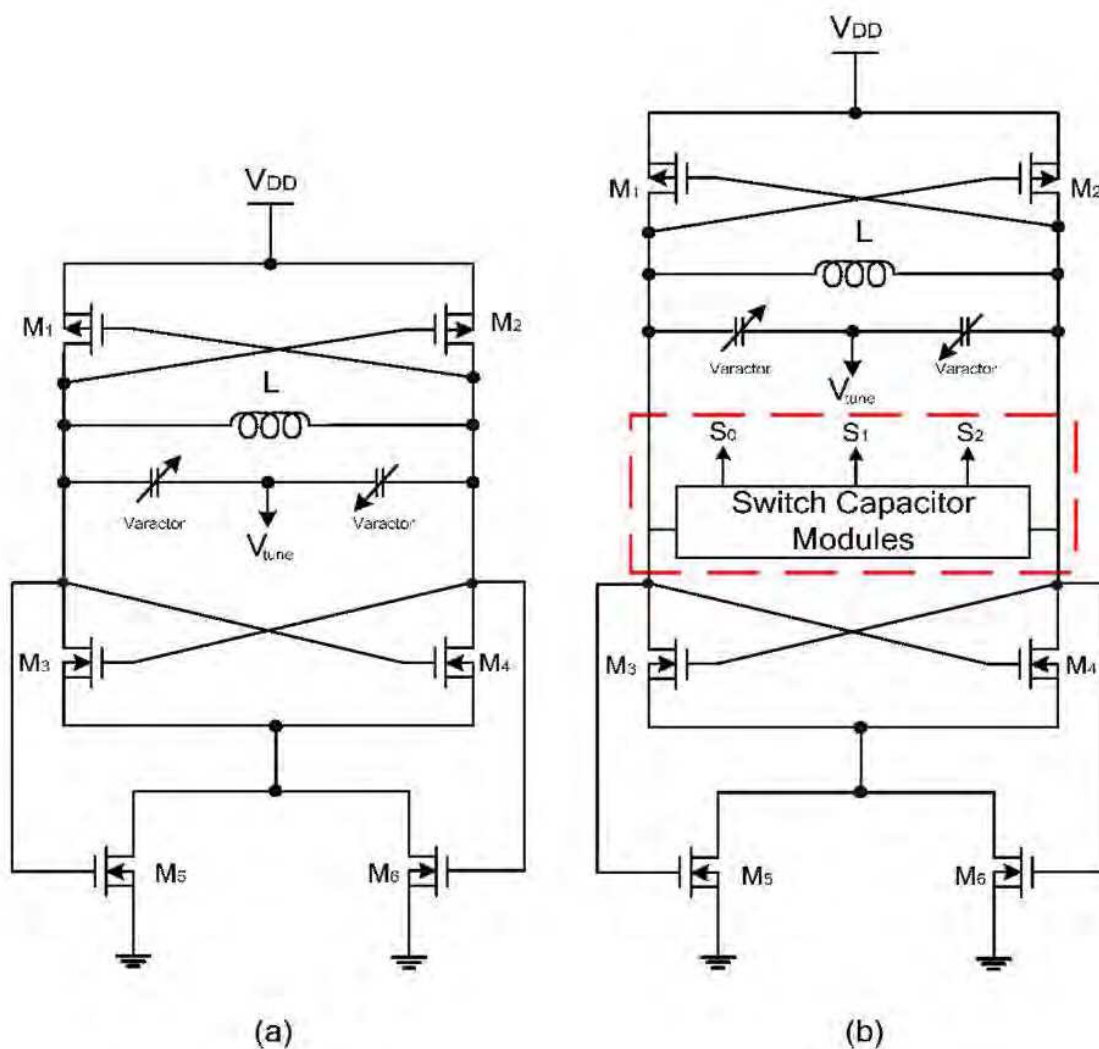 VDD
M1
M2
L
Varactor
Varactor
Vtune
M3
M4
M5
M6
(a)
VDD
M1
M2
L
Varactor
Varactor
Vtune
S0
S1
S2
Switch Capacitor
Modules
M3
M4
M5
M6
(b)